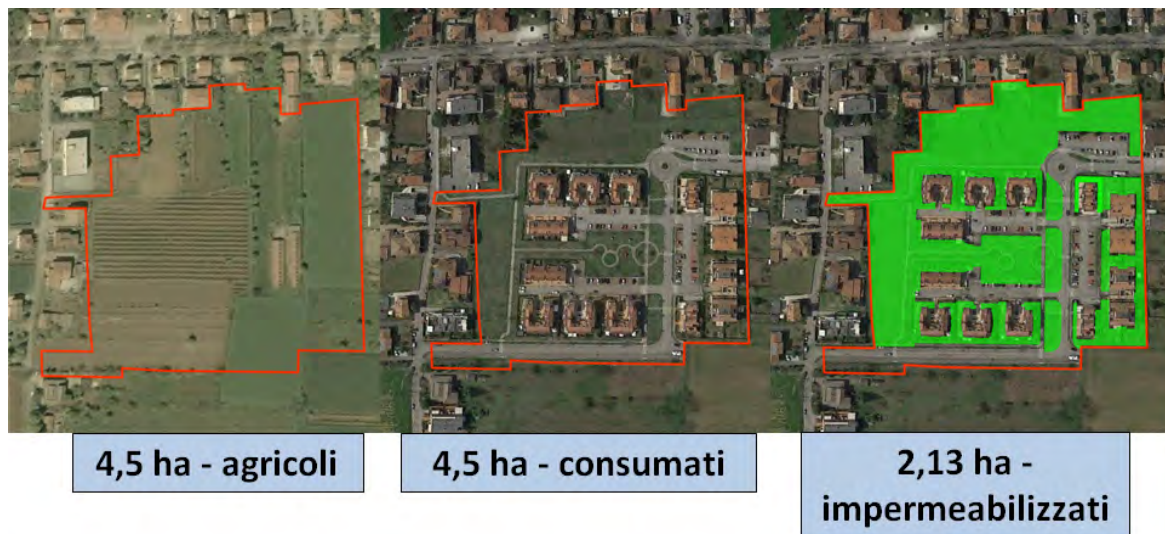 4,5 ha - agricoli
4,5 ha - consumati
2,13 ha -
impermeabilizzati